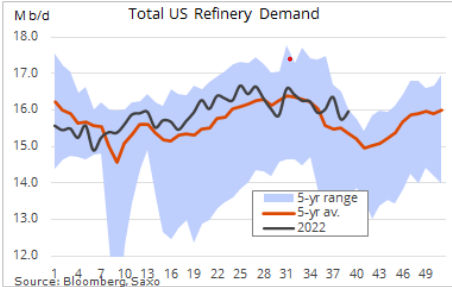 Mb/d
Total US Refinery Demand
18.0
17.0
16.0
15.0
14.0
13.0
12.0
5-yr range
5-yr av.
2022
1 4 7 10 13 16 19 22 25 28 31 34 37 40 43 46 49
Source: Bloomberg, Saxo